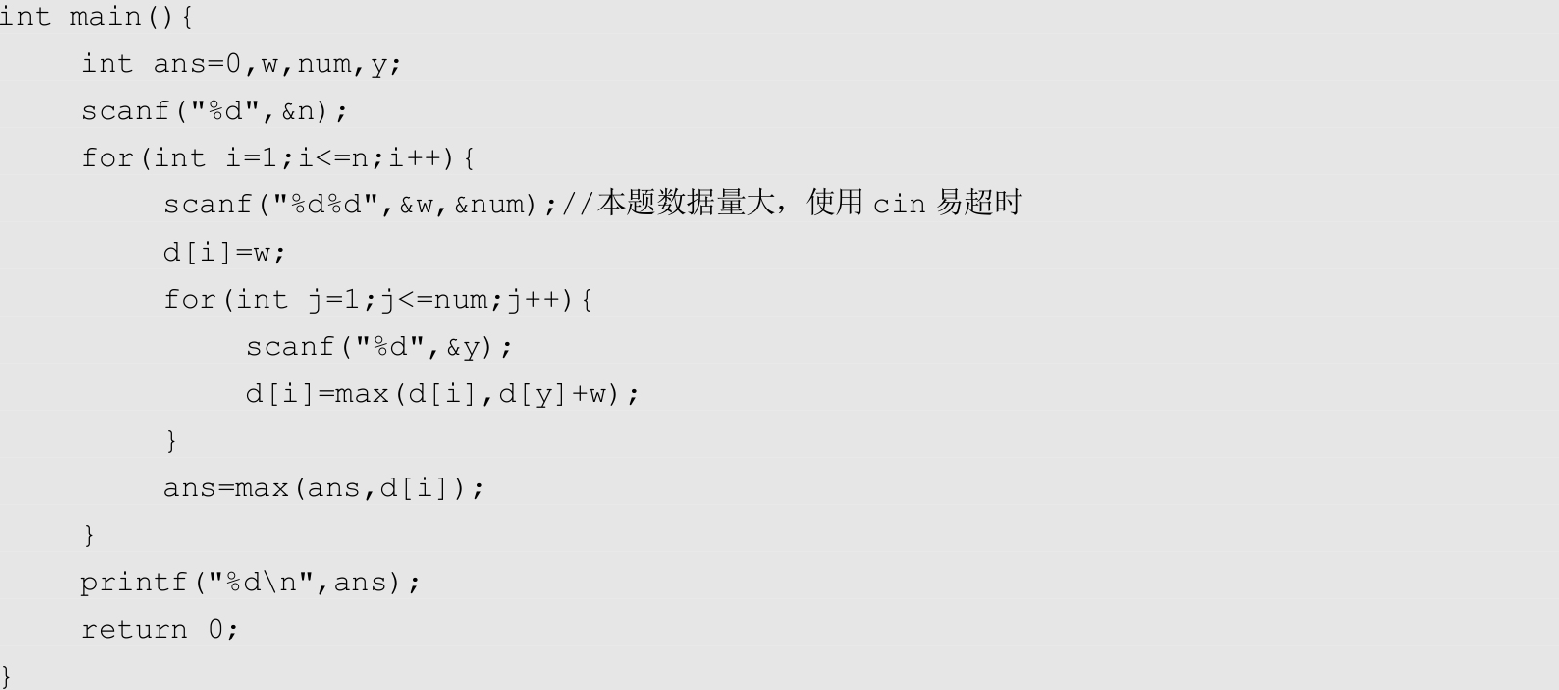 int main(){
int ans=0,w,num,y;
scanf("%d",&n);
for(int i=1;i<=n;i++){
scanf("%d%d",&w,&num);//本题数据量大，使用 cin 易超时
d[i]=w;
for(int j=1;j<=num;j++){
scanf("%d",&y);
d[i]=max(d[i],d[y]+w);
}
ans=max(ans,d[i]);
}
printf("%d\n",ans);
return 0;
}